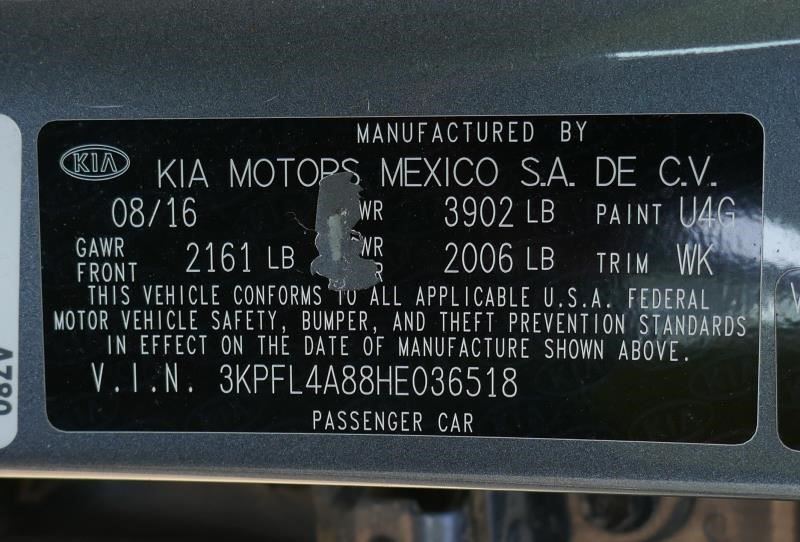 MANUFACTURED BY
KIA
KIA MOTORS MEXICO S.A. DE C.V.
08/16 WR 3902 LB PAINT U4G
GAWR FRONT 2161 LB WR R 2006 LB TRIM WK
THIS VEHICLE CONFORMS TO ALL APPLICABLE U.S.A. FEDERAL
MOTOR VEHICLE SAFETY, BUMPER, AND THEFT PREVENTION STANDARDS
IN EFFECT ON THE DATE OF MANUFACTURE SHOWN ABOVE.
V.I.N. 3KPFL4A88HE036518
PASSENGER CAR
A780